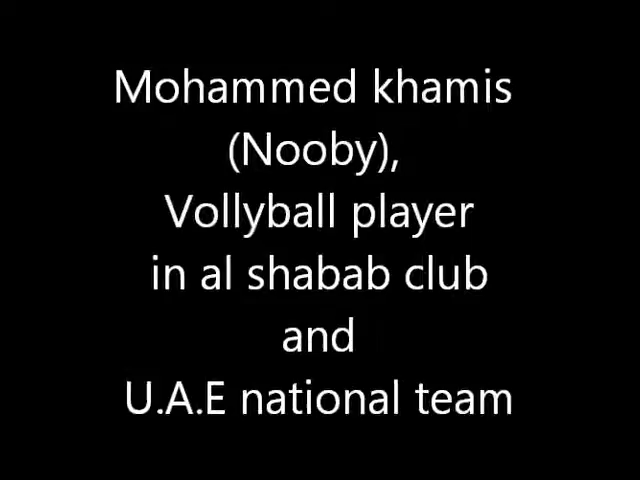 Mohammed khamis
(Nooby),
Vollyball player
in al shabab club
and
U.A.E national team